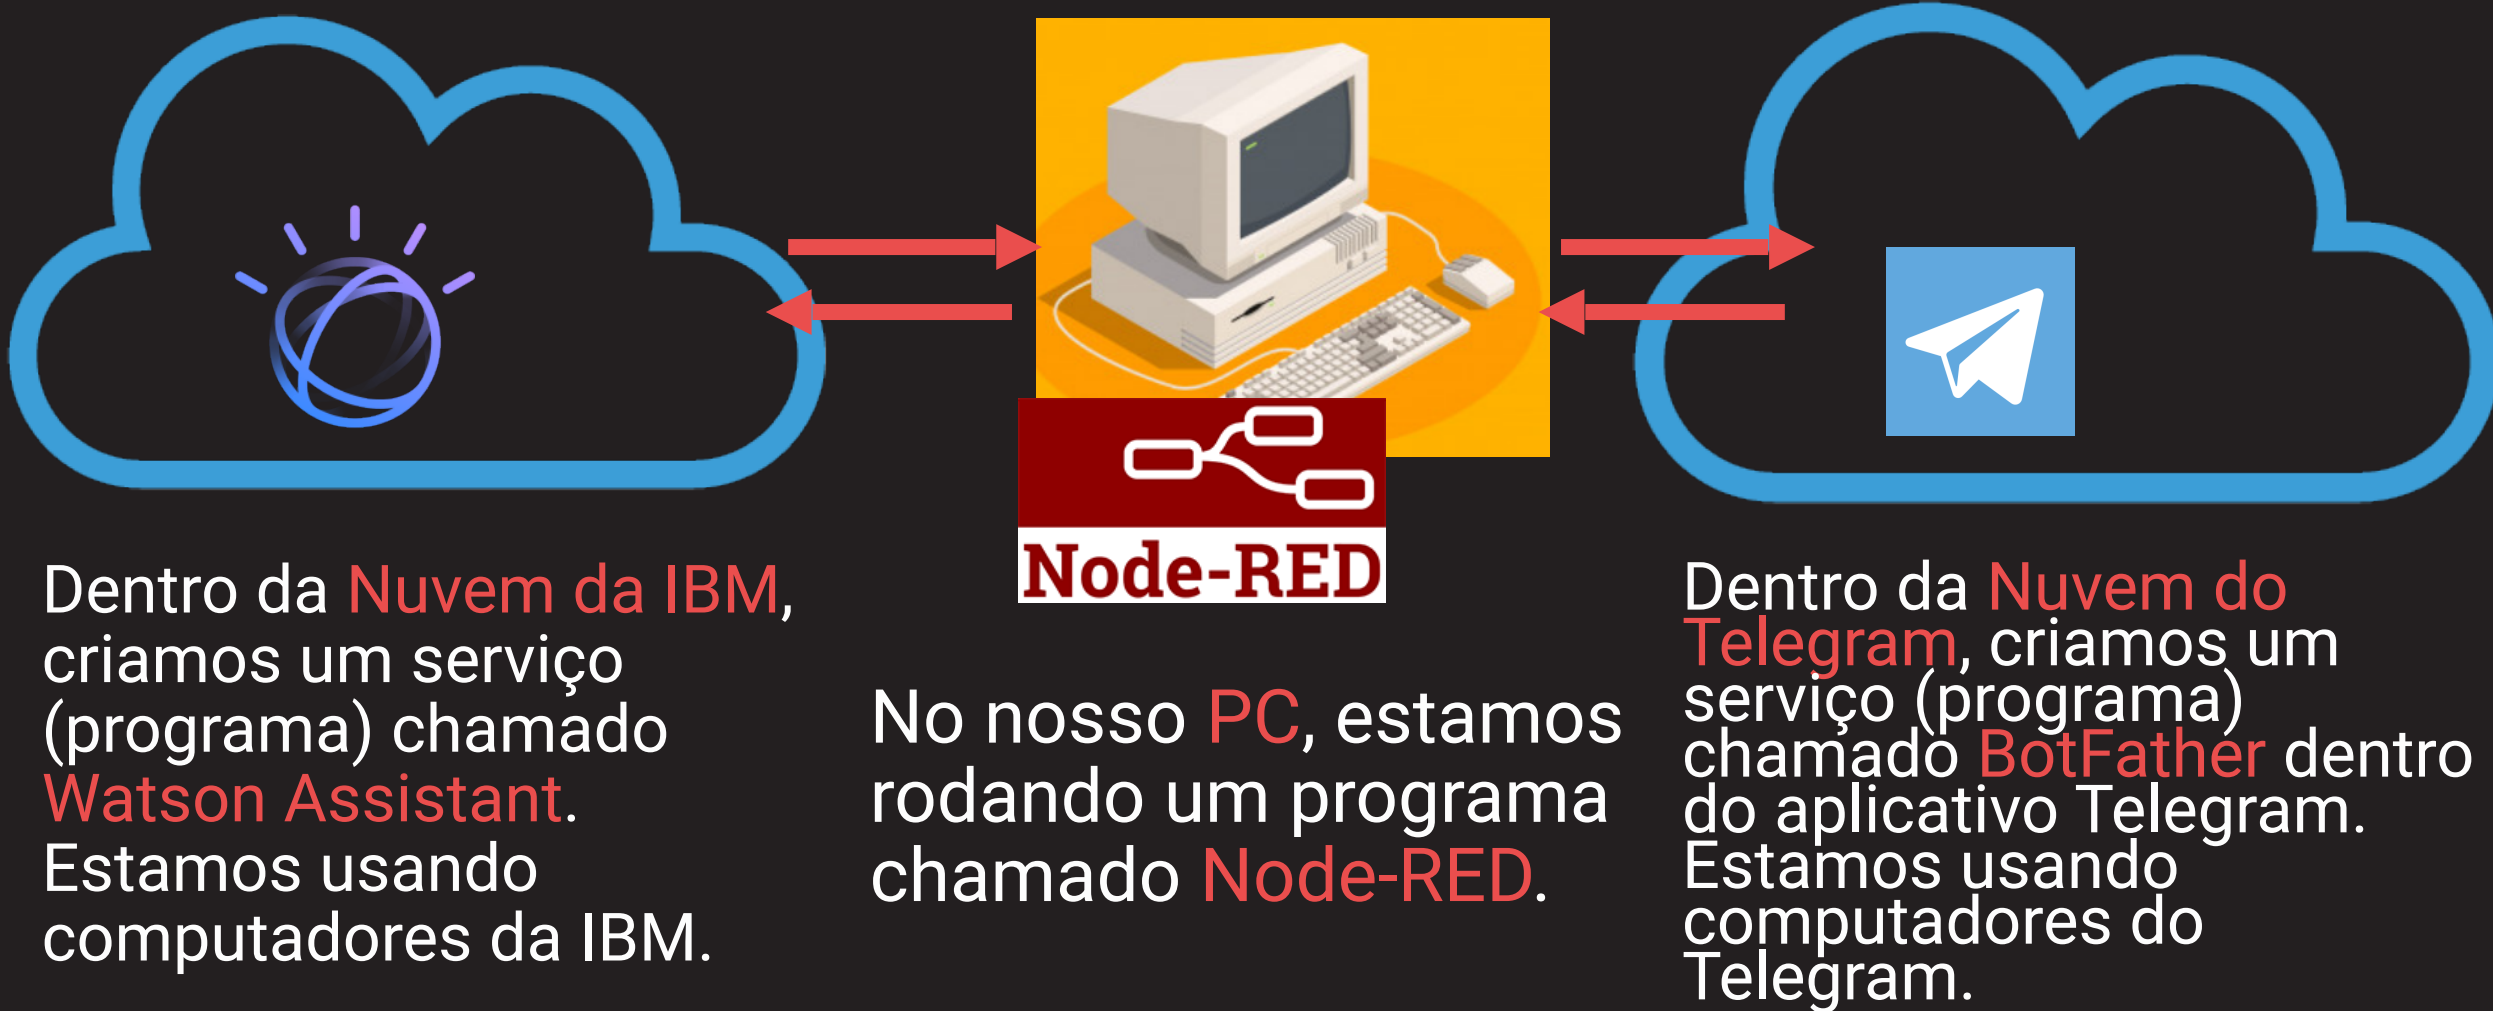 Dentro da Nuvem da IBM,
criamos um serviço
(programa) chamado
Watson Assistant.
Estamos usando
computadores da IBM.
Node-RED
No nosso PC, estamos
rodando um programa
chamado Node-RED.
Dentro da Nuvem do
Telegram, criamos um
serviço (programa)
chamado BotFather dentro
do aplicativo Telegram.
Estamos usando
computadores do
Telegram.